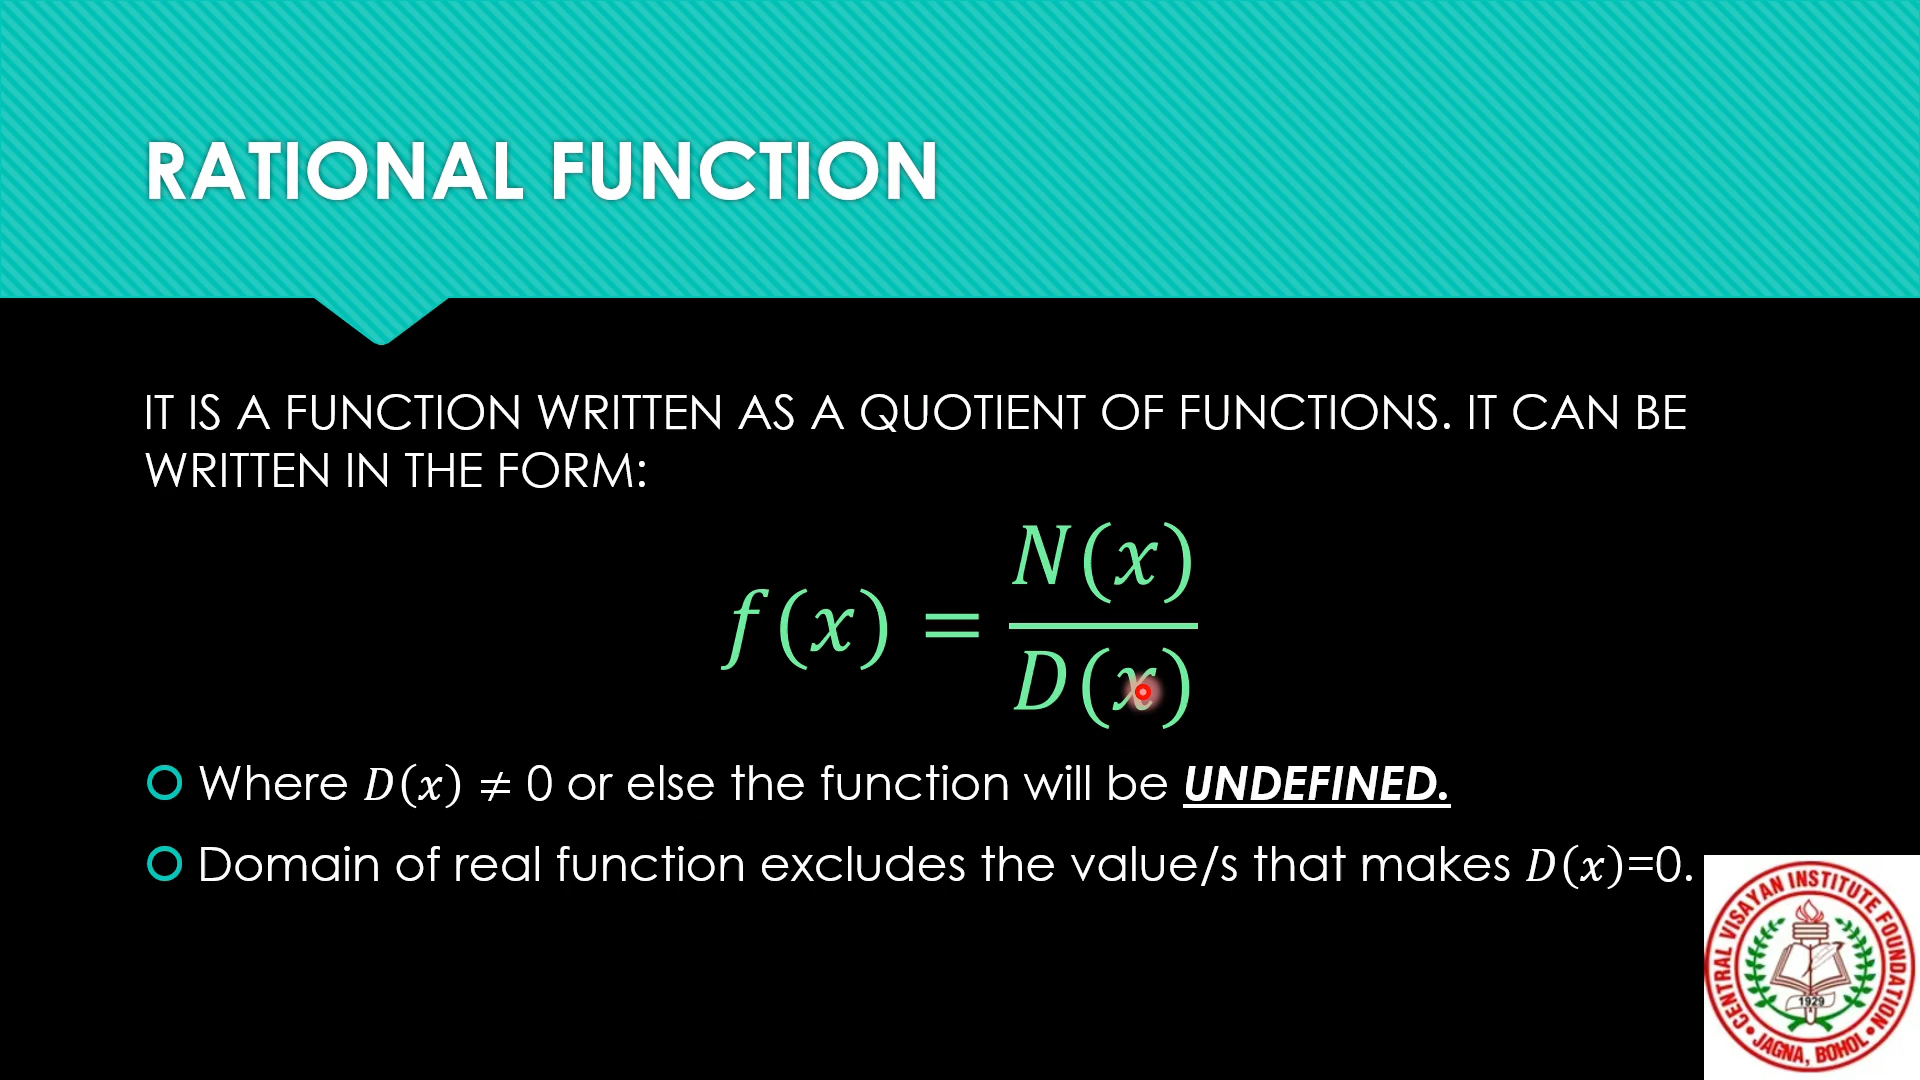 RATIONAL FUNCTION
IT IS A FUNCTION WRITTEN AS A QUOTIENT OF FUNCTIONS. IT CAN BE
WRITTEN IN THE FORM:
f(x) = N(x)/D(x)
Where D(x) ≠ 0 or else the function will be UNDEFINED.
Domain of real function excludes the value/s that makes D(x)=0.
CENTRAL VISAYAN INSTITUTE FOUNDATION
1929
JAGNA, BOHOL